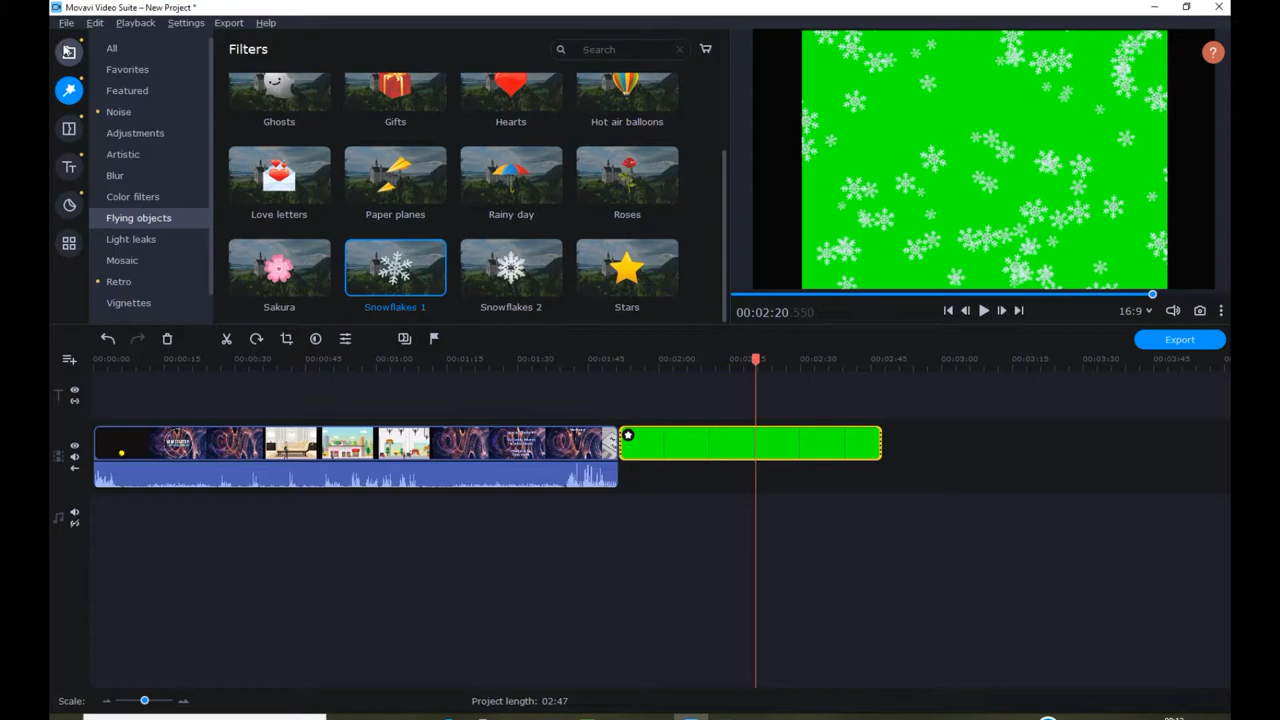 Movavi Video Suite – New Project *
File Edit Playback Settings Export Help
All
Favorites
Featured
Noise
Adjustments
Artistic
Blur
Color filters
Flying objects
Light leaks
Mosaic
Retro
Vignettes
Filters
Search
Ghosts Gifts Hearts Hot air balloons
Love letters Paper planes Rainy day Roses
Sakura Snowflakes 1 Snowflakes 2 Stars
?
00:02:20.550
16:9
Export
00:00:00 00:00:15 00:00:30 00:00:45 00:01:00 00:01:15 00:01:30 00:01:45 00:02:00 00:02:30 00:02:45 00:03:00 00:03:15 00:03:30 00:03:45
Scale:
Project length: 02:47